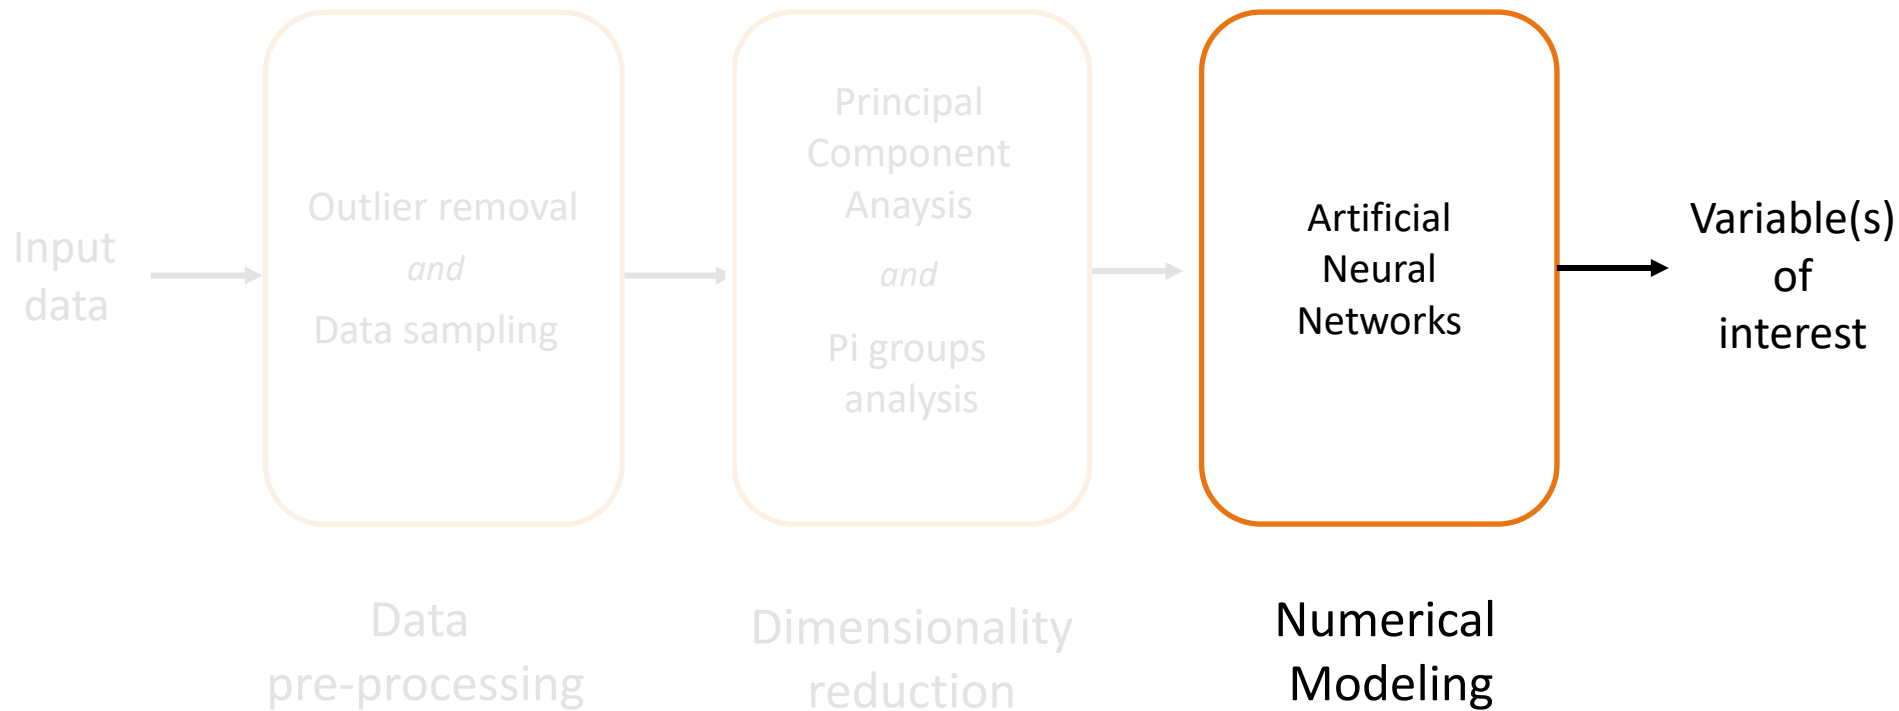 Input
data
Outlier removal
and
Data sampling
Data
pre-processing
Principal
Component
Anaysis
and
Pi groups
analysis
Dimensionality
reduction
Artificial
Neural
Networks
Numerical
Modeling
Variable(s)
of
interest